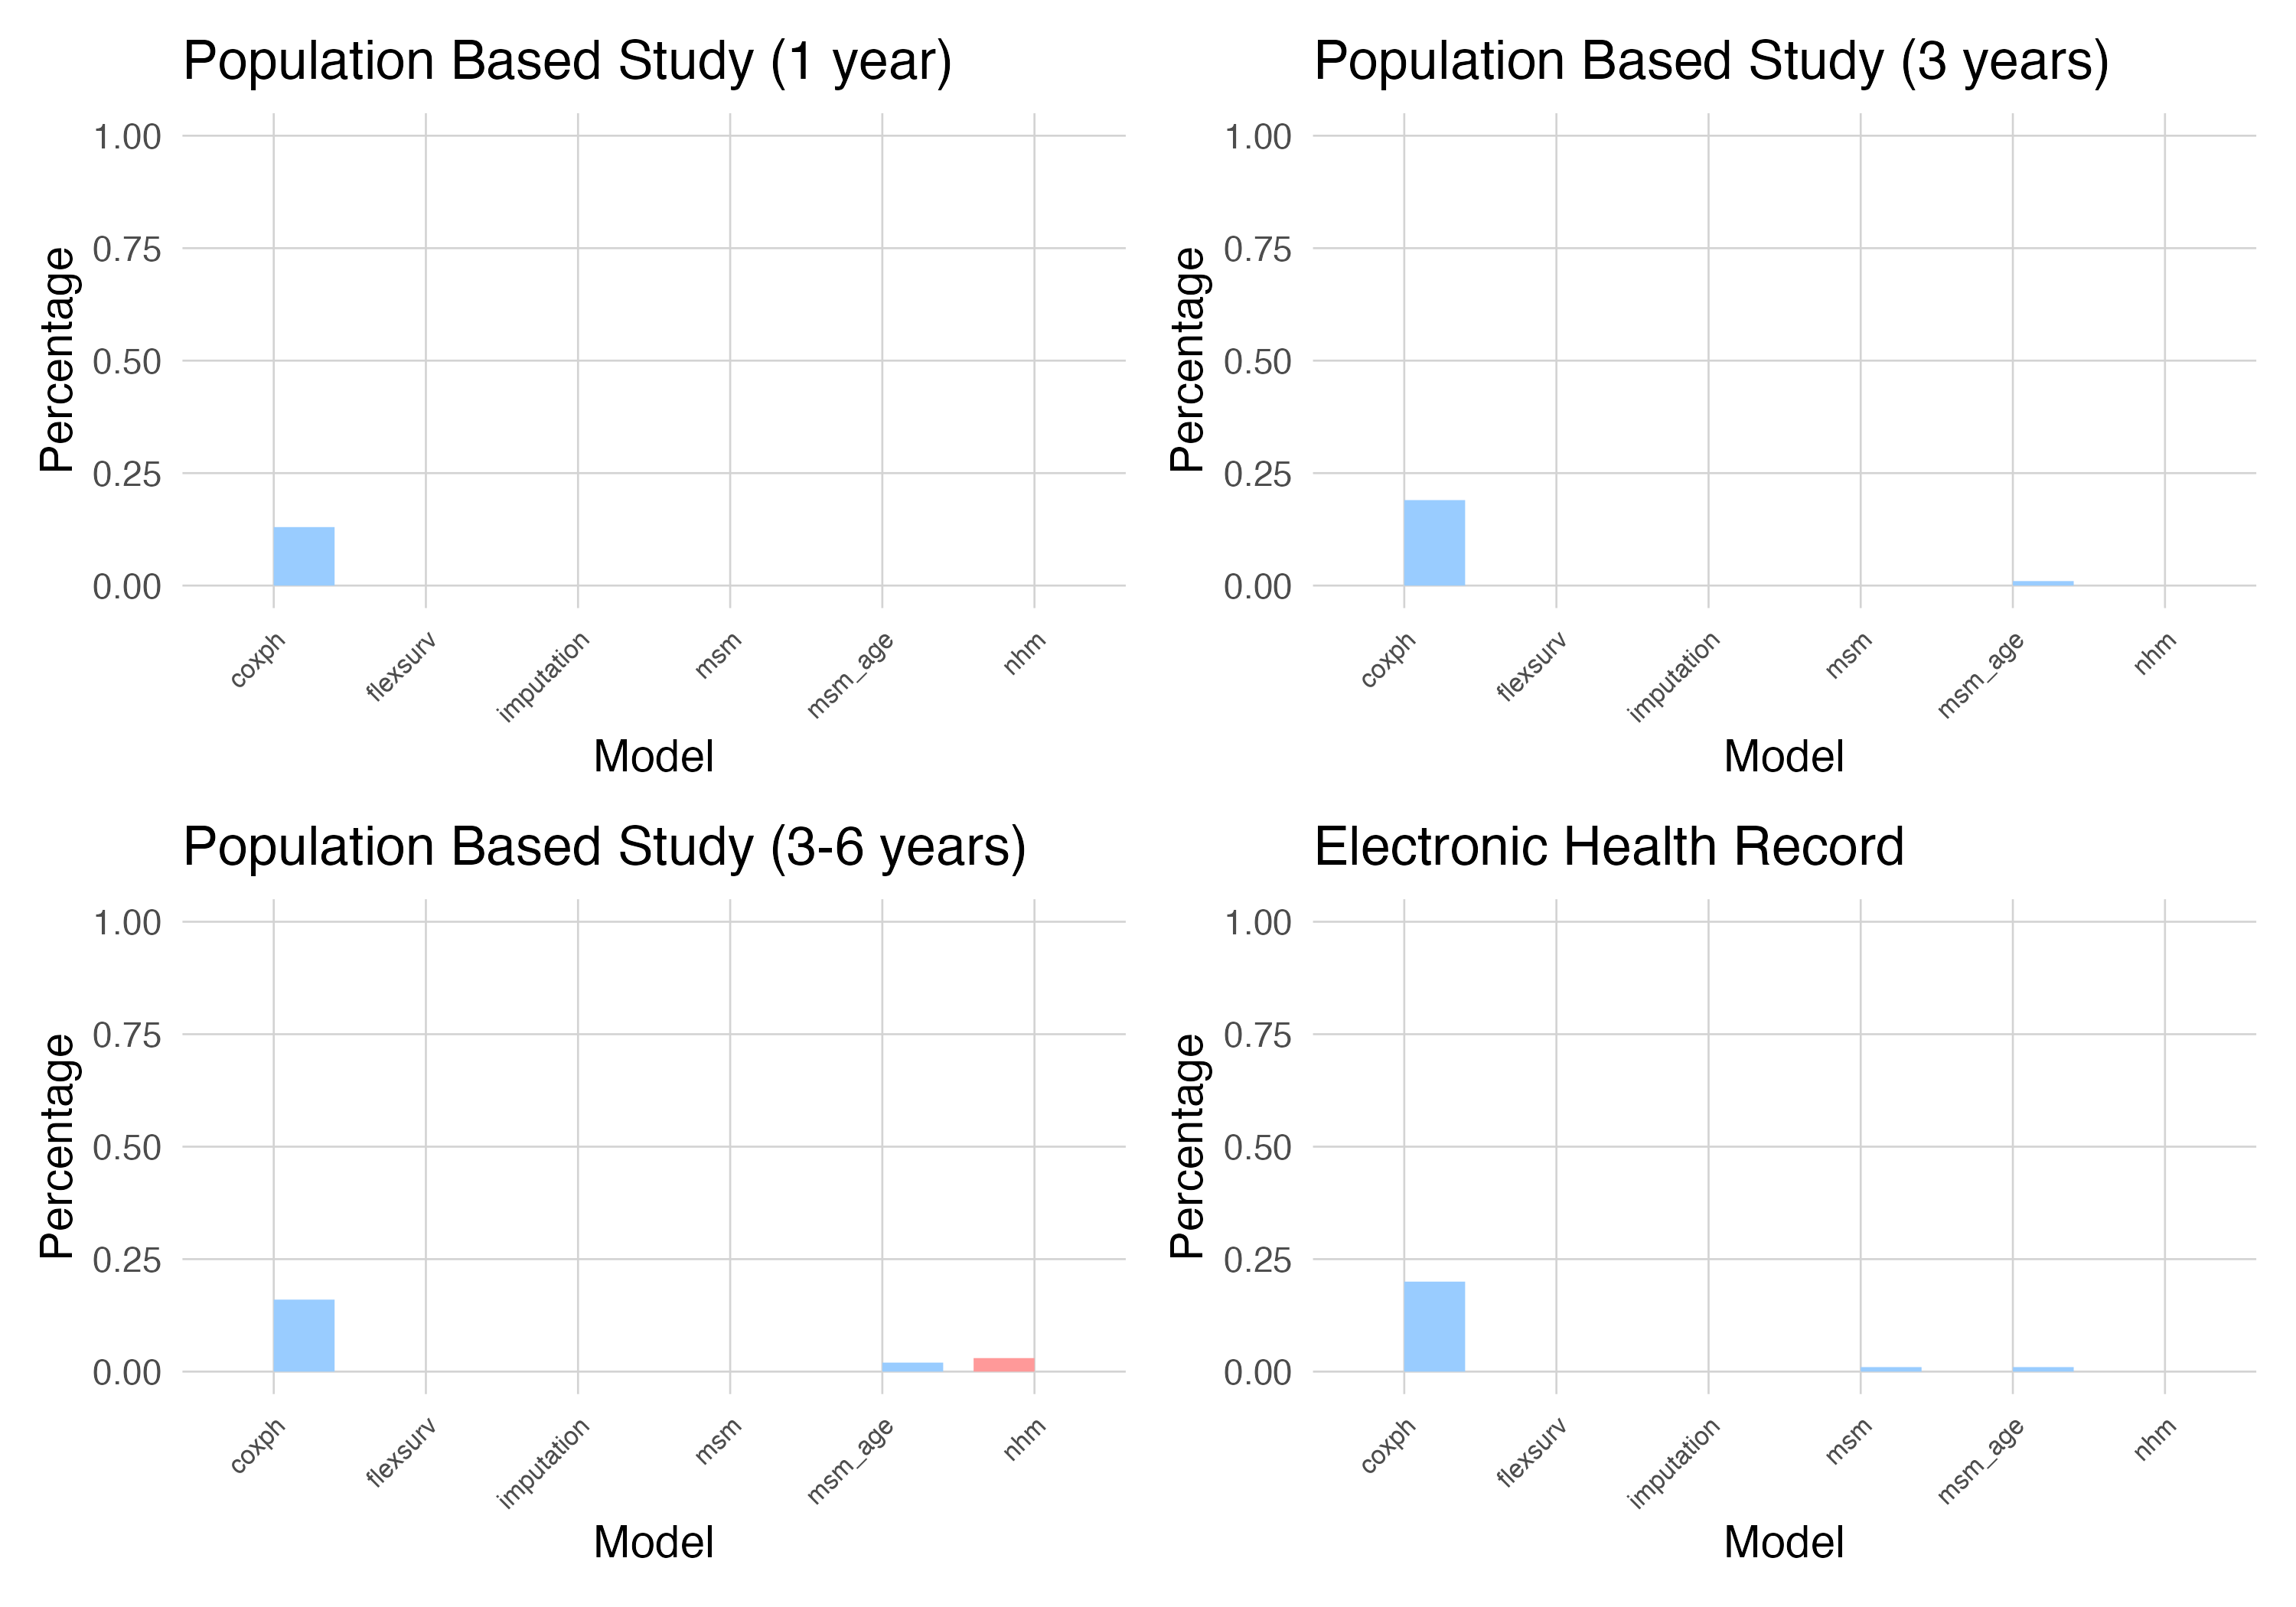 Population Based Study (1 year)
Percentage
1.00
0.75
0.50
0.25
0.00
coxph
flexsurv
imputation
msm
msm_age
nhm
Model
Population Based Study (3 years)
Percentage
1.00
0.75
0.50
0.25
0.00
coxph
flexsurv
imputation
msm
msm_age
nhm
Model
Population Based Study (3-6 years)
Percentage
1.00
0.75
0.50
0.25
0.00
coxph
flexsurv
imputation
msm
msm_age
nhm
Model
Electronic Health Record
Percentage
1.00
0.75
0.50
0.25
0.00
coxph
flexsurv
imputation
msm
msm_age
nhm
Model